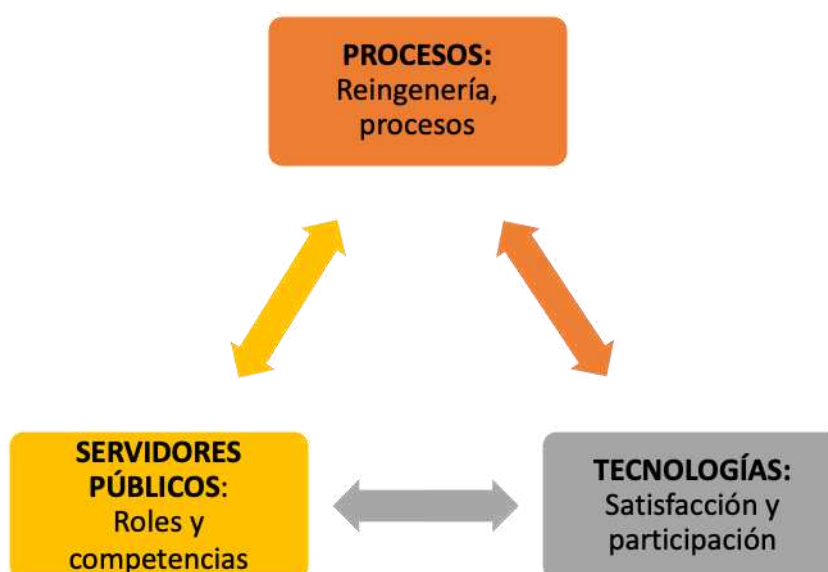 PROCESOS:
Reingenería,
procesos
SERVIDORES
PÚBLICOS:
Roles y
competencias
TECNOLOGÍAS:
Satisfacción y
participación